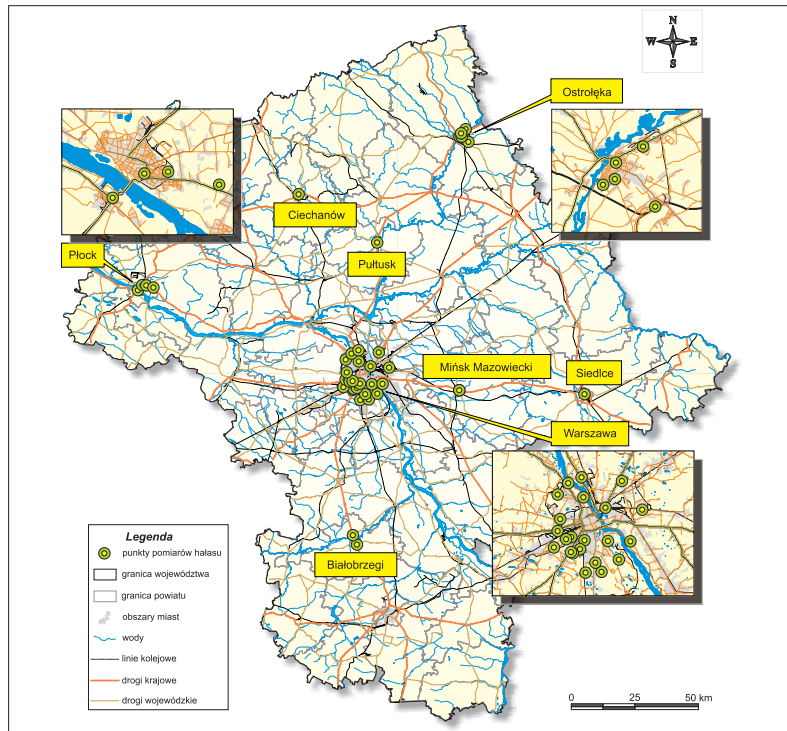 N
W E
S
Ostrołęka
Ciechanów
Pułtusk
Płock
Mińsk Mazowiecki
Siedlce
Warszawa
Białobrzegi
Legenda
punkty pomiarów hałasu
granica województwa
granica powiatu
obszary miast
wody
linie kolejowe
drogi krajowe
drogi wojewódzkie
0 25 50 km